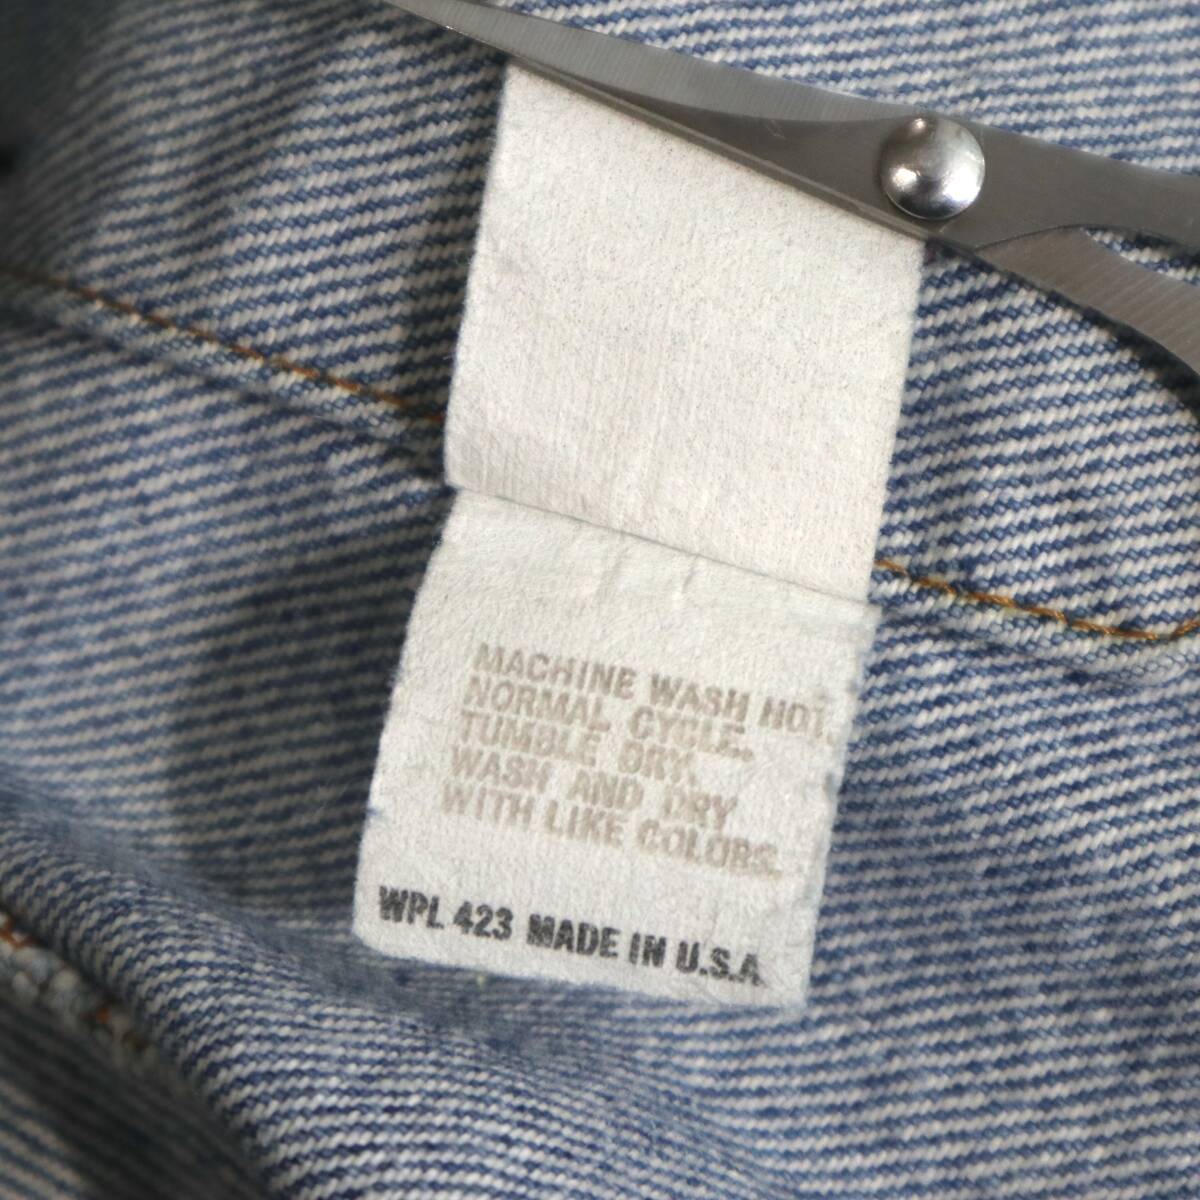 MACHINE WASH HOT.
NORMAL CYCLE.
TUMBLE DRY.
WASH AND DRY
WITH LIKE COLORS.
WPL 423 MADE IN U.S.A.